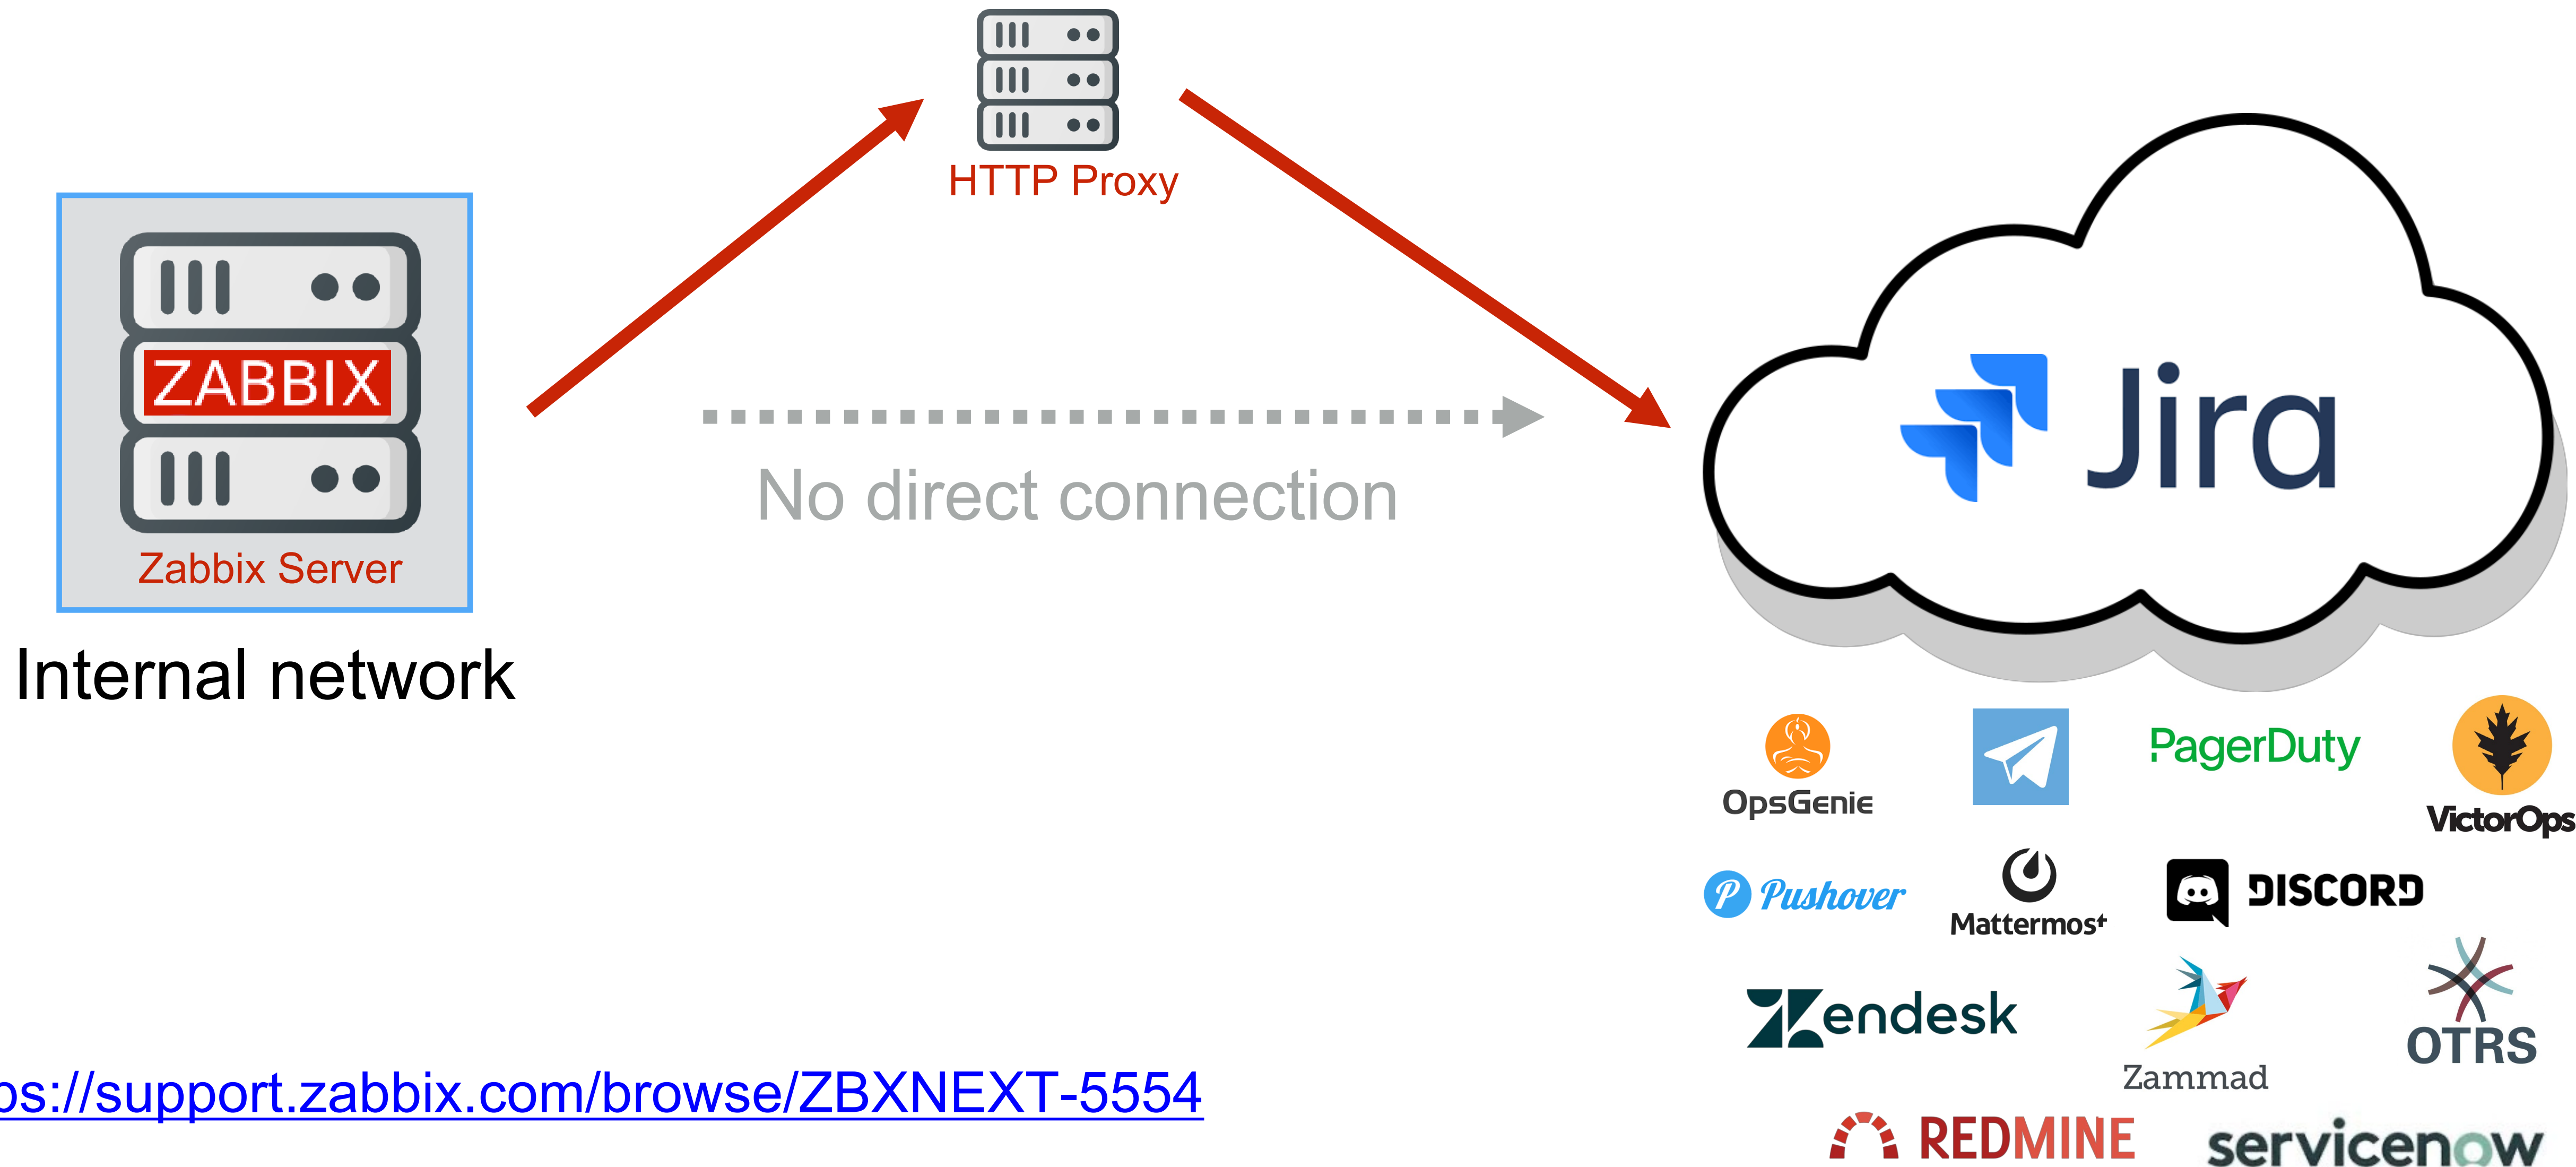 HTTP Proxy
ZABBIX
Zabbix Server
Internal network
No direct connection
Jira
OpsGenie
PagerDuty
VictorOps
Pushover
Mattermost
DISCORD
Zendesk
Zammad
OTRS
ps://support.zabbix.com/browse/ZBXNEXT-5554
REDMINE
servicenow